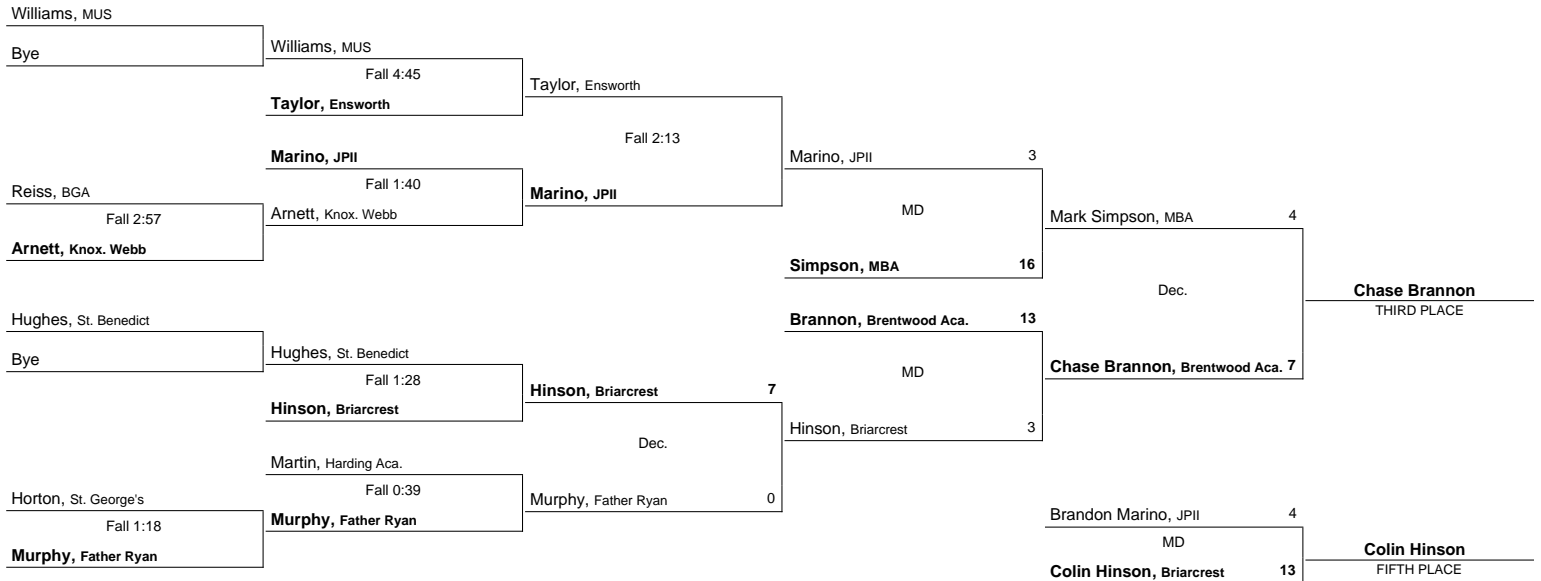 Williams, MUS
Bye
Williams, MUS
Fall 4:45
Taylor, Ensworth
Taylor, Ensworth
Fall 2:13
Marino, JPII
Marino, JPII 3
Reiss, BGA
Fall 1:40
Marino, JPII
Fall 2:57
Arnett, Knox. Webb
MD
Mark Simpson, MBA 4
Arnett, Knox. Webb
Simpson, MBA 16
Dec.
Chase Brannon
THIRD PLACE
Hughes, St. Benedict
Brannon, Brentwood Aca. 13
Bye
Hughes, St. Benedict
MD
Chase Brannon, Brentwood Aca. 7
Fall 1:28
Hinson, Briarcrest 7
Hinson, Briarcrest
Hinson, Briarcrest 3
Dec.
Martin, Harding Aca.
Horton, St. George's
Fall 0:39
Murphy, Father Ryan 0
Brandon Marino, JPII 4
Fall 1:18
Murphy, Father Ryan
MD
Colin Hinson
Murphy, Father Ryan
Colin Hinson, Briarcrest 13
FIFTH PLACE